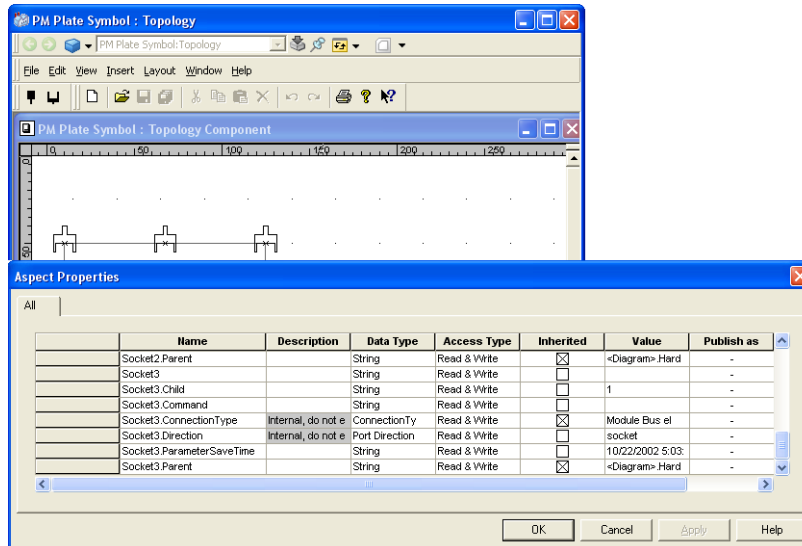 PM Plate Symbol : Topology
PM Plate Symbol:Topology
File Edit View Insert Layout Window Help
PM Plate Symbol : Topology Component
0 50 100 150 200 250
0
50
Aspect Properties
All
Name Description Data Type Access Type Inherited Value Publish as
Socket2.Parent String Read & Write <Diagram>.Hard -
Socket3 String Read & Write -
Socket3.Child String Read & Write 1 -
Socket3.Command String Read & Write -
Socket3.ConnectionType Internal, do not e ConnectionTy Read & Write Module Bus el -
Socket3.Direction Internal, do not e Port Direction Read & Write socket -
Socket3.ParameterSaveTime String Read & Write 10/22/2002 5:03: -
Socket3.Parent String Read & Write <Diagram>.Hard -
OK Cancel Apply Help